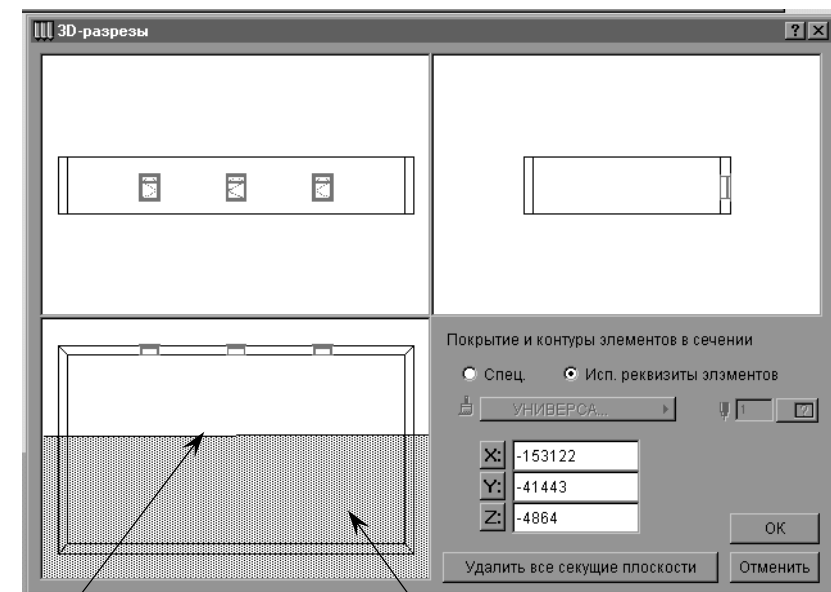 3D-разрезы
Покрытие и контуры элементов в сечении
Спец. Исп. реквизиты элэментов
УНИВЕРСА... 1
X: -153122
Y: -41443
Z: -4864
OK
Удалить все секущие плоскости Отменить